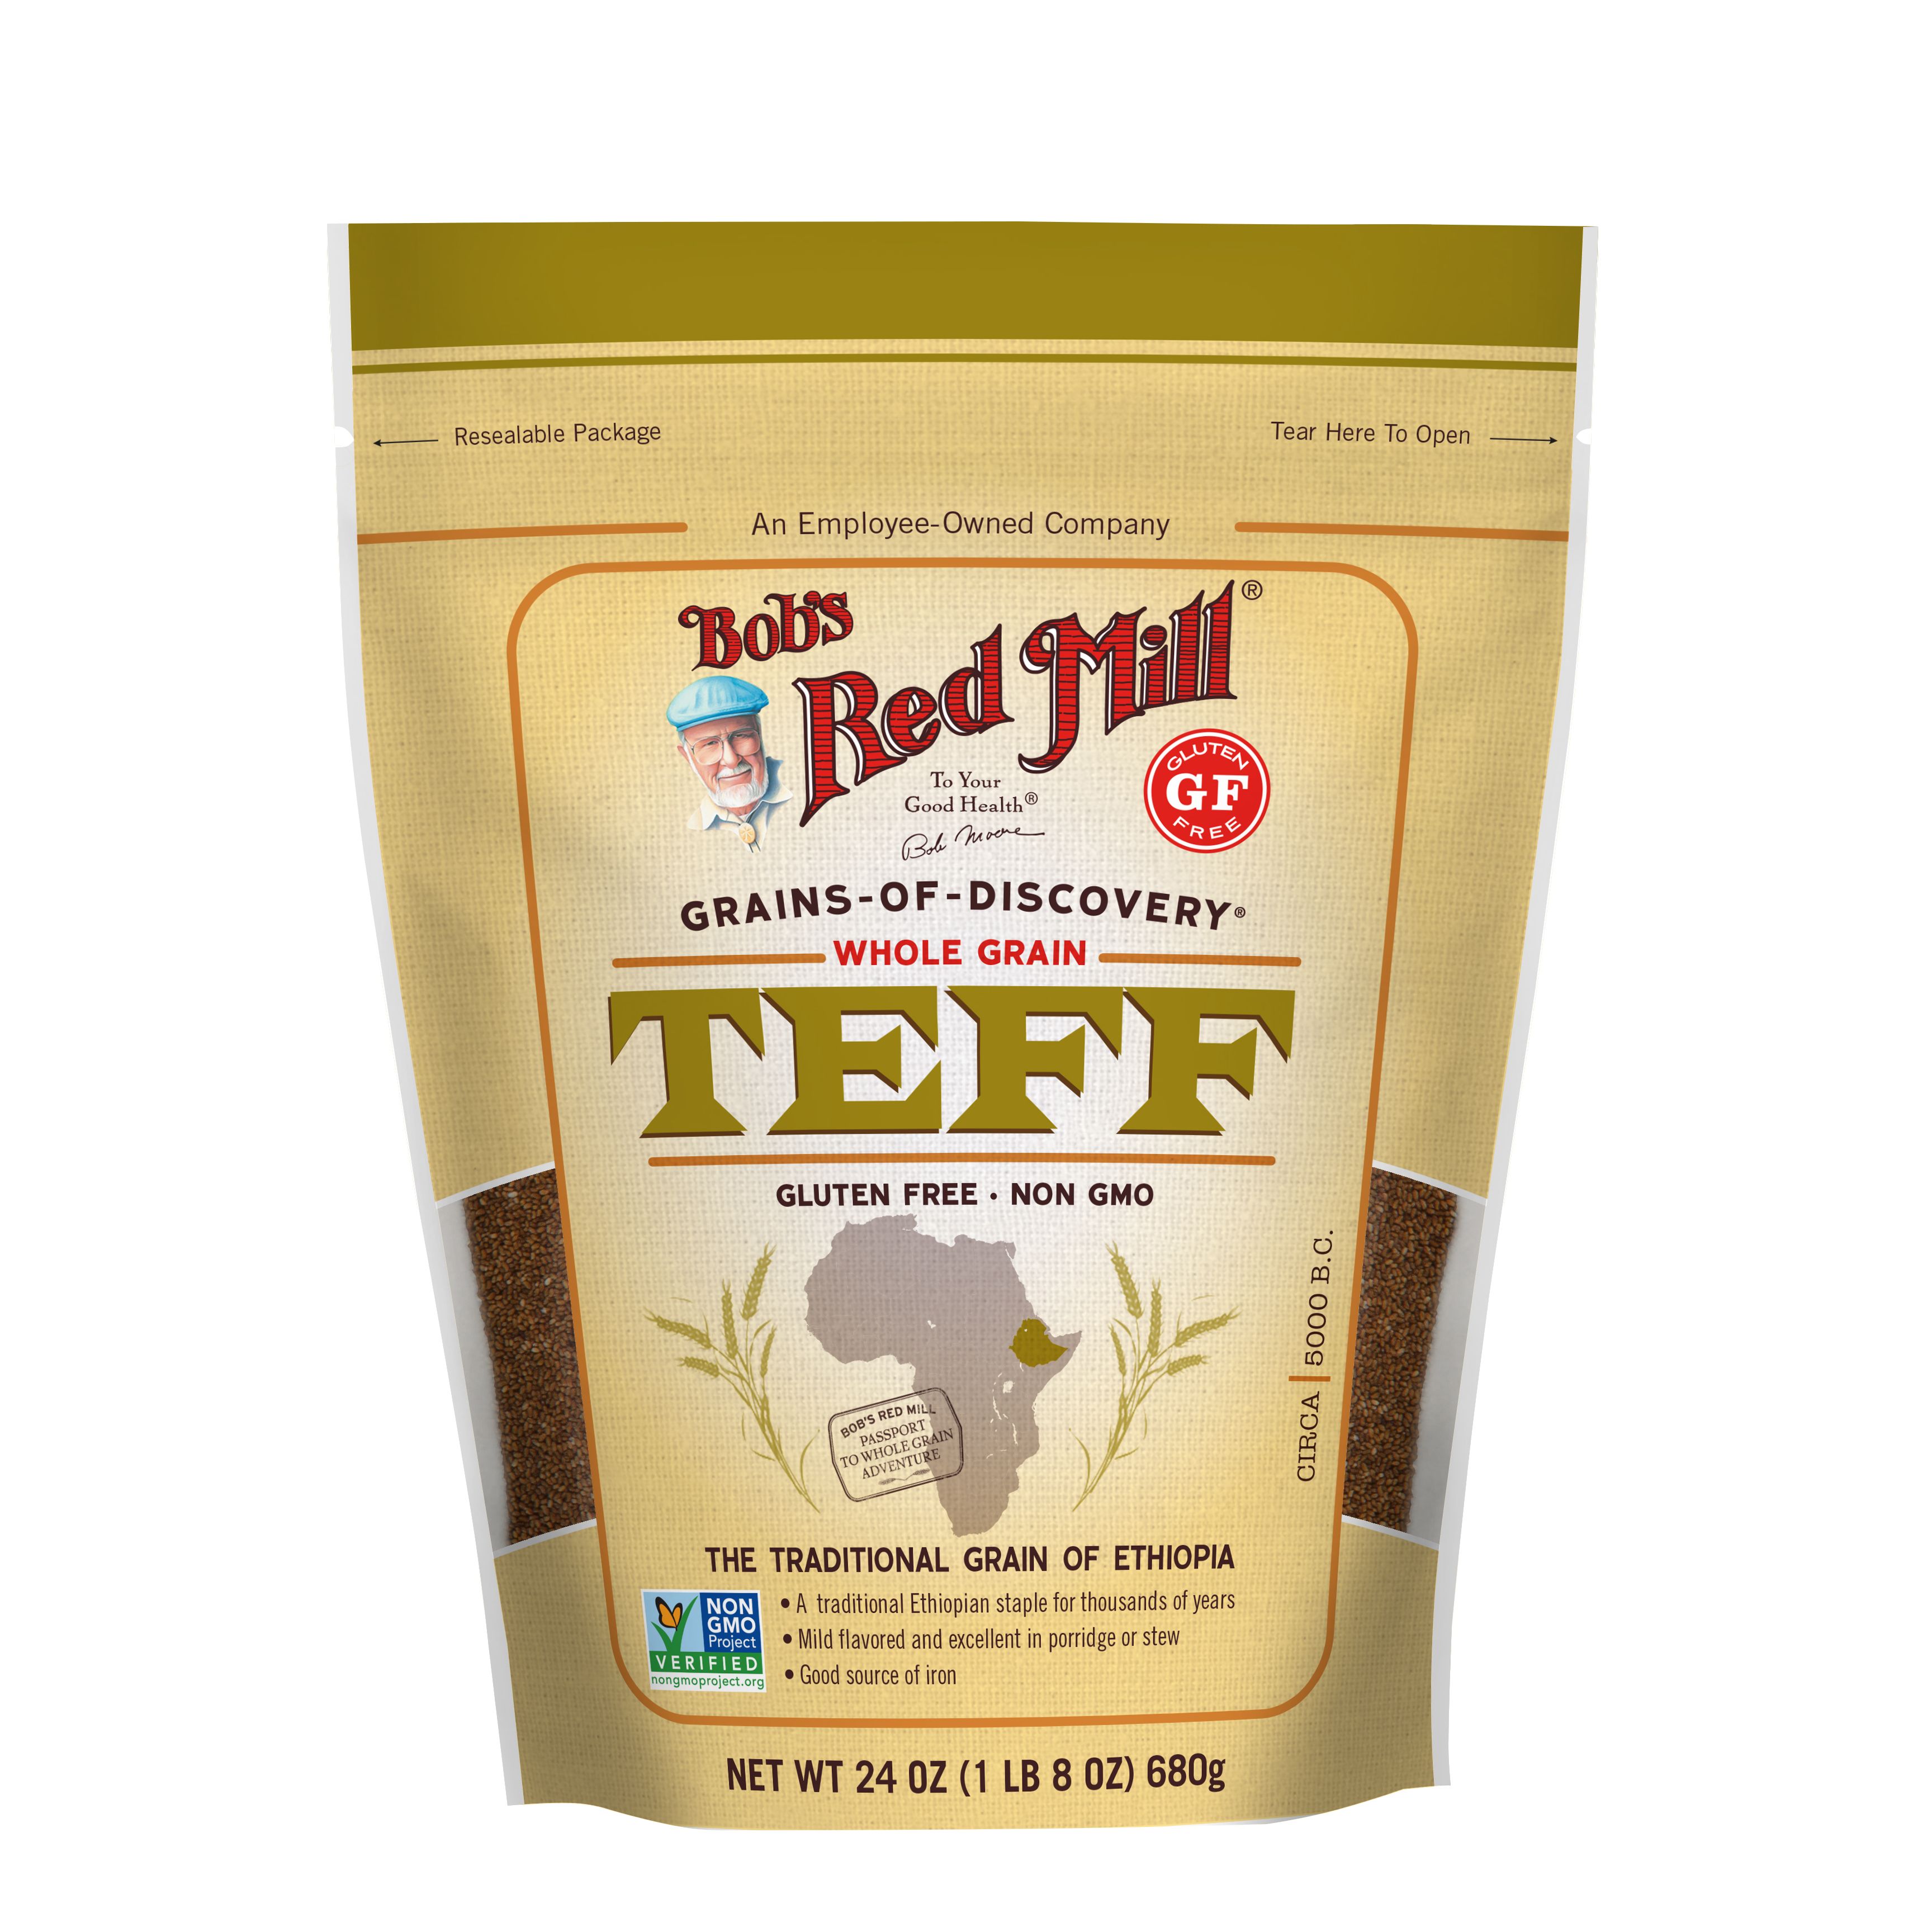 Resealable Package
Tear Here To Open
An Employee-Owned Company
Bob's
Red Mill®
To Your
Good Health®
Bob Moore
GLUTEN
GF
FREE
GRAINS-OF-DISCOVERY®
WHOLE GRAIN
TEFF
GLUTEN FREE • NON GMO
CIRCA | 5000 B.C.
BOB'S RED MILL
PASSPORT
TO WHOLE GRAIN
ADVENTURE
THE TRADITIONAL GRAIN OF ETHIOPIA
NON
GMO
Project
VERIFIED
nongmoproject.org
• A traditional Ethiopian staple for thousands of years
• Mild flavored and excellent in porridge or stew
• Good source of iron
NET WT 24 OZ (1 LB 8 OZ) 680g